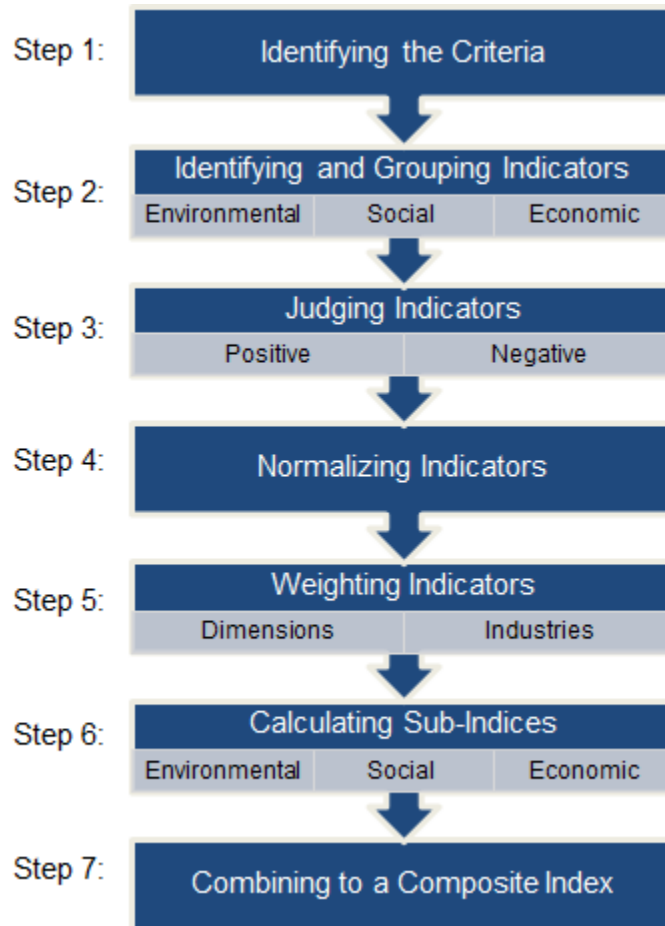 Step 1:
Identifying the Criteria
Step 2:
Identifying and Grouping Indicators
Environmental Social Economic
Step 3:
Judging Indicators
Positive Negative
Step 4:
Normalizing Indicators
Step 5:
Weighting Indicators
Dimensions Industries
Step 6:
Calculating Sub-Indices
Environmental Social Economic
Step 7:
Combining to a Composite Index